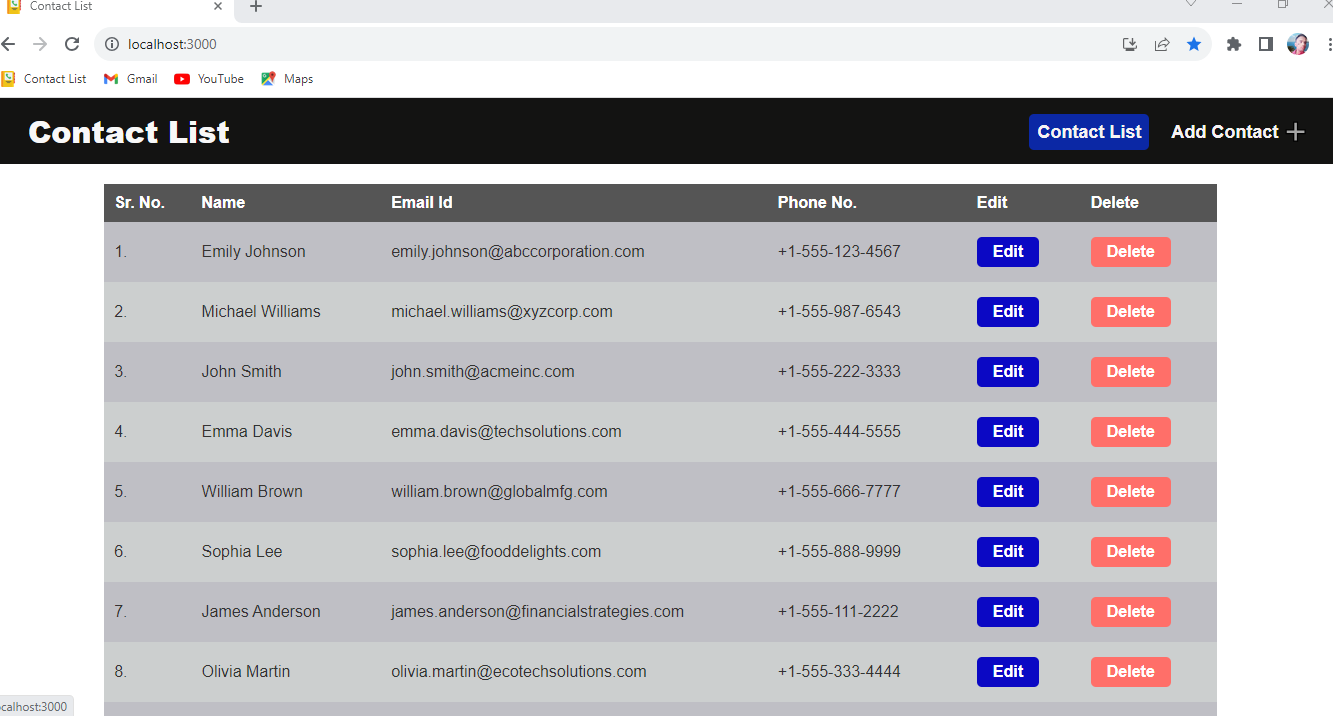 Contact List
localhost:3000
Contact List Gmail YouTube Maps
Contact List Contact List Add Contact
Sr. No. Name Email Id Phone No. Edit Delete
1. Emily Johnson emily.johnson@abccorporation.com +1-555-123-4567 Edit Delete
2. Michael Williams michael.williams@xyzcorp.com +1-555-987-6543 Edit Delete
3. John Smith john.smith@acmeinc.com +1-555-222-3333 Edit Delete
4. Emma Davis emma.davis@techsolutions.com +1-555-444-5555 Edit Delete
5. William Brown william.brown@globalmfg.com +1-555-666-7777 Edit Delete
6. Sophia Lee sophia.lee@fooddelights.com +1-555-888-9999 Edit Delete
7. James Anderson james.anderson@financialstrategies.com +1-555-111-2222 Edit Delete
8. Olivia Martin olivia.martin@ecotechsolutions.com +1-555-333-4444 Edit Delete
ocalhost:3000